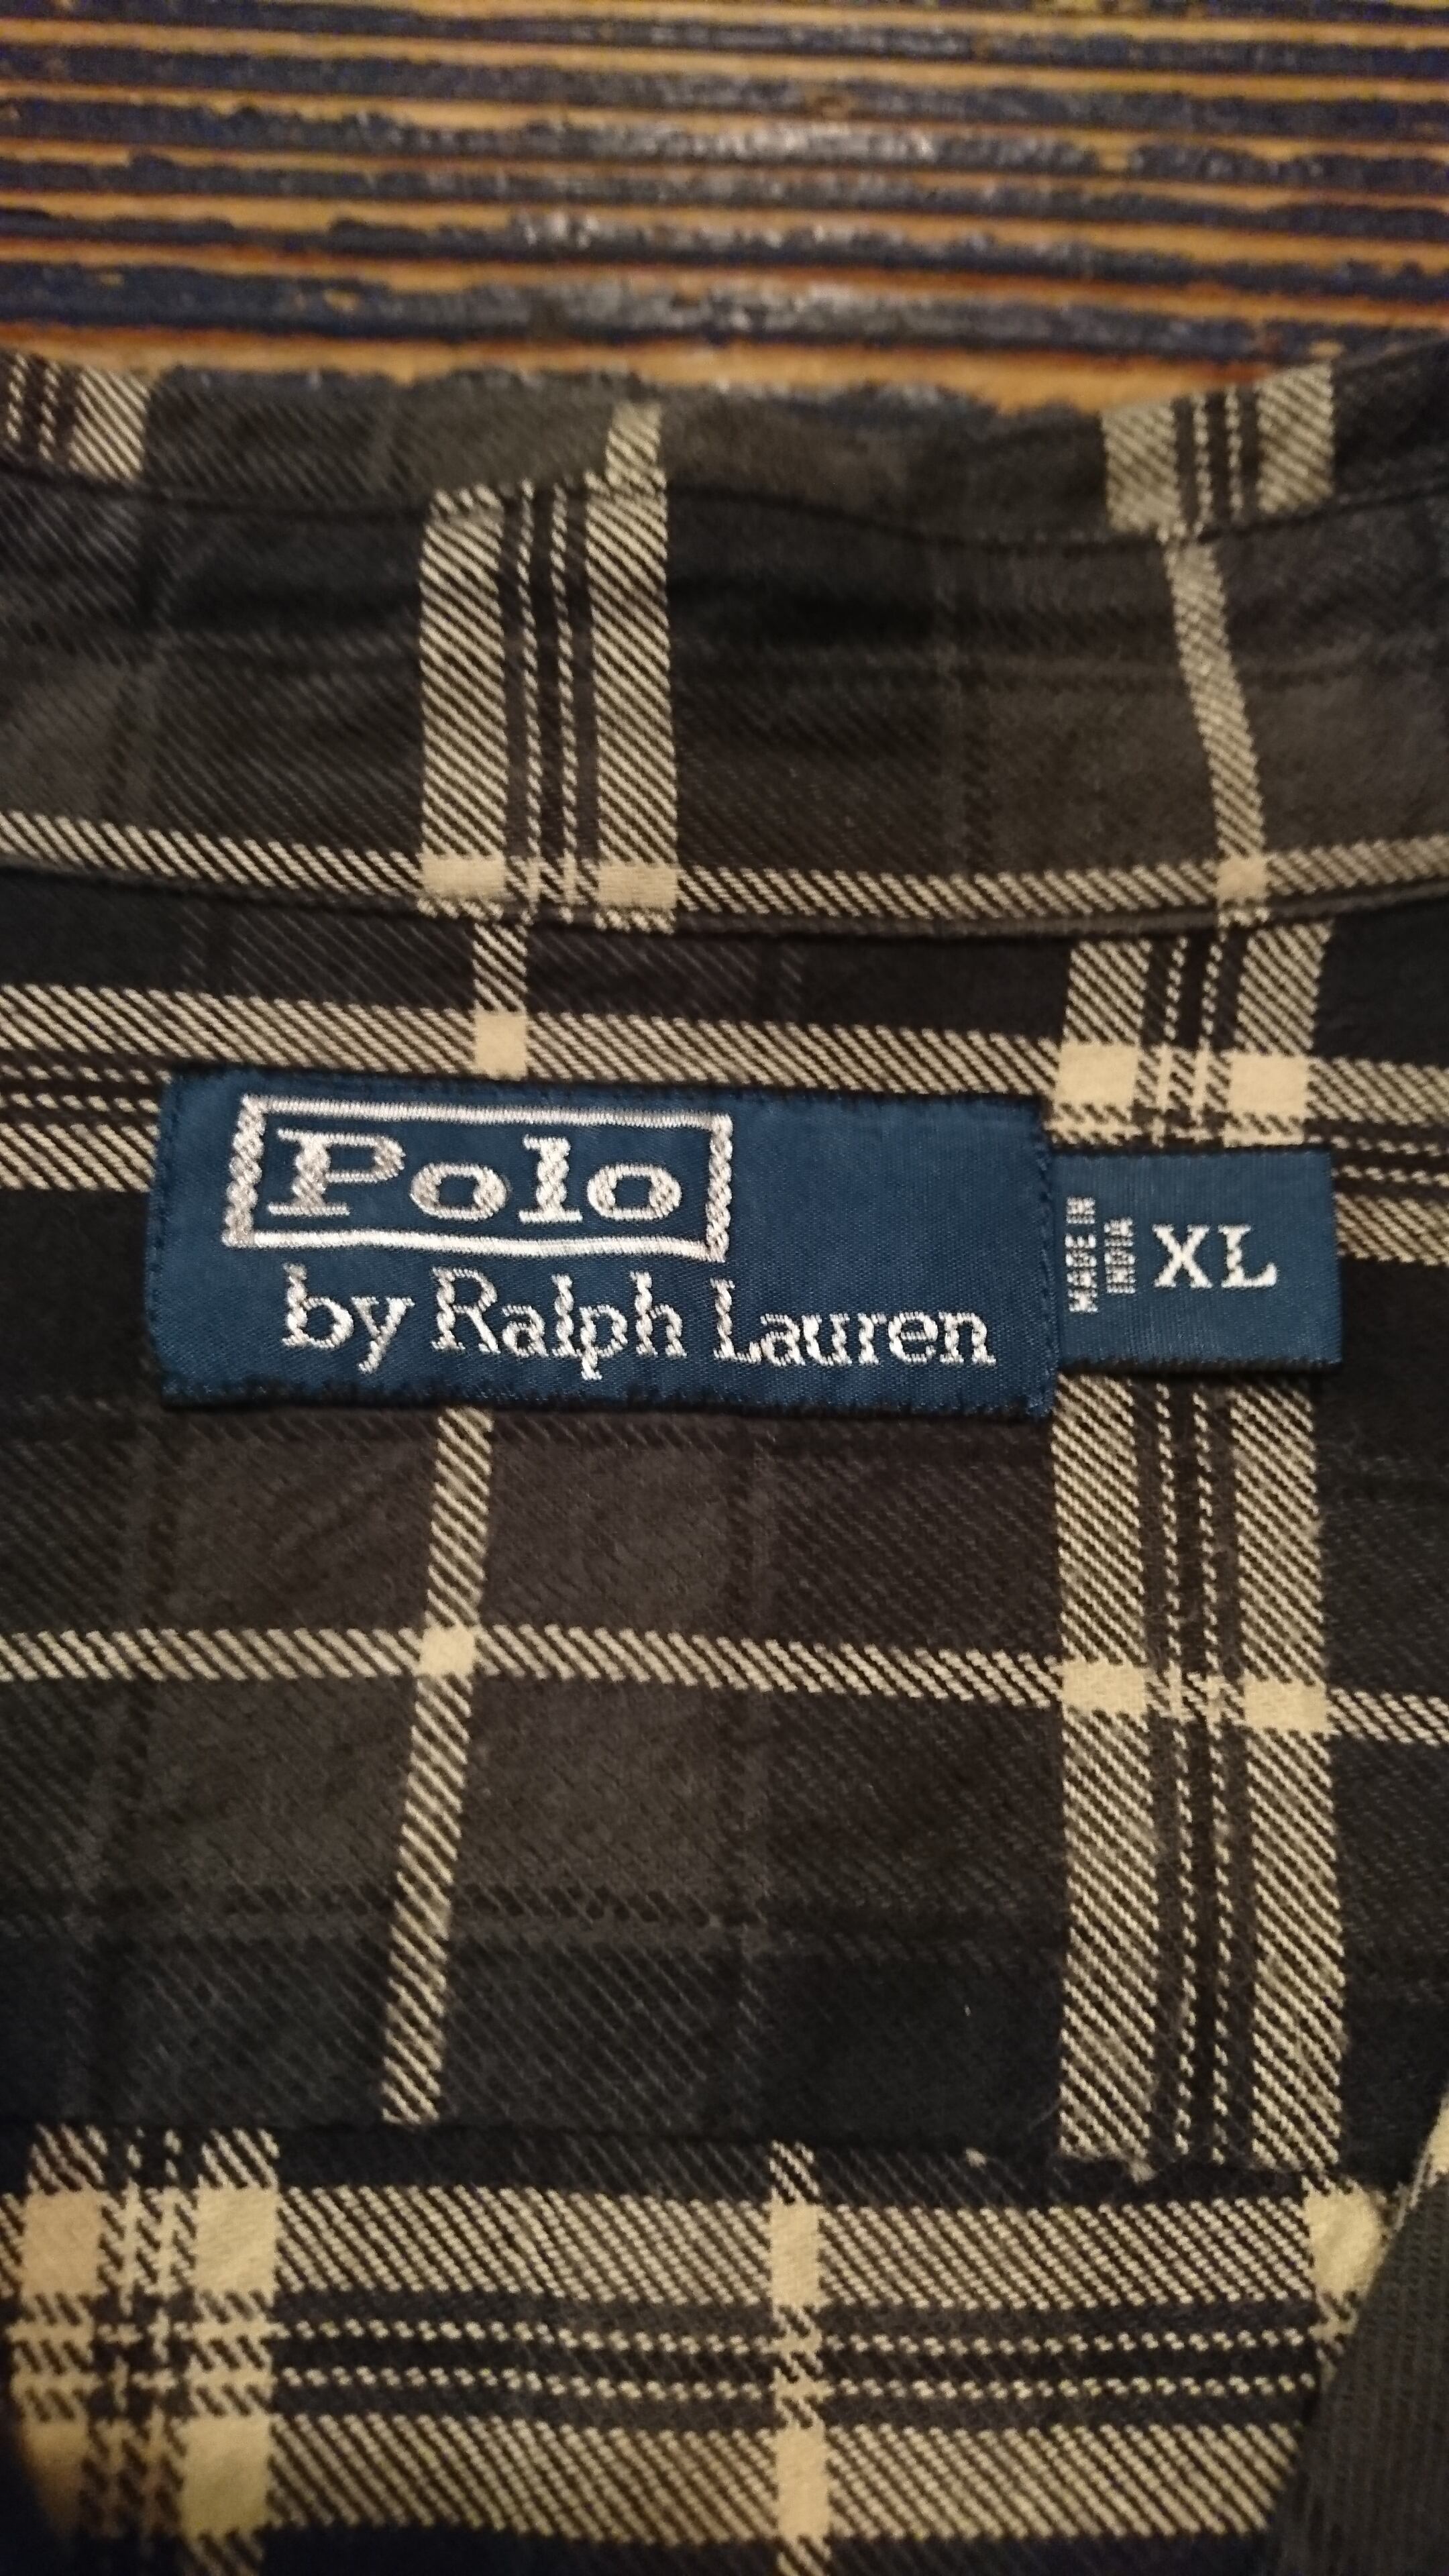 Polo
by Ralph Lauren
MADE IN
INDIA
XL